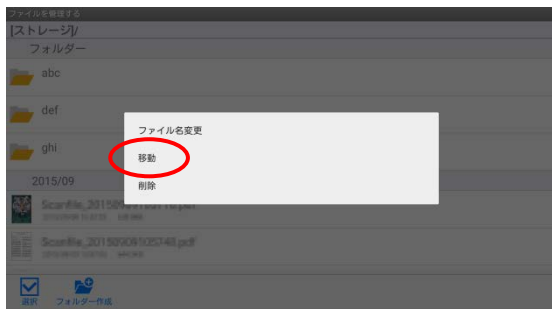 ファイルを管理する
[ストレージ]/
フォルダー
abc
def
ファイル名変更
ghi
移動
2015/09
削除
選択
フォルダー作成